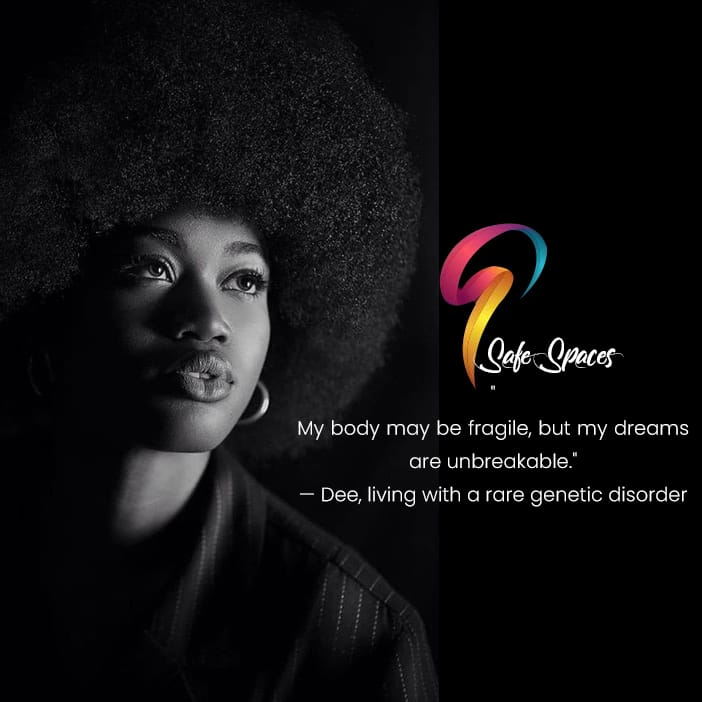 Safe Spaces
"
My body may be fragile, but my dreams
are unbreakable."
— Dee, living with a rare genetic disorder